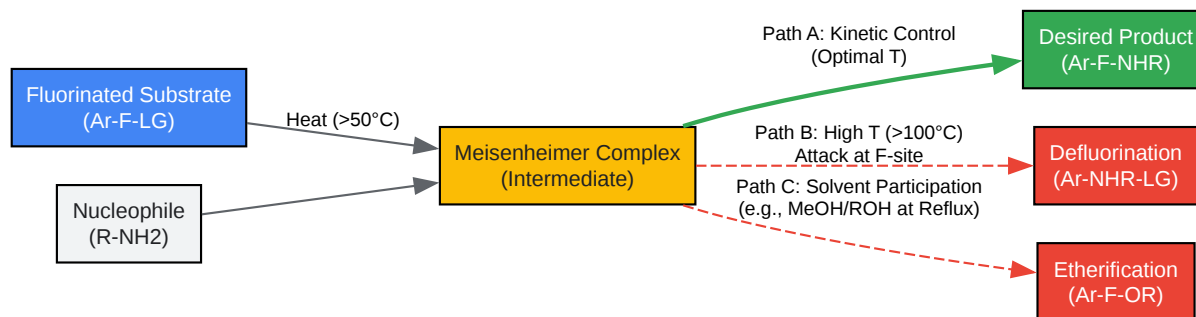 Fluorinated Substrate
(Ar-F-LG)
Nucleophile
(R-NH2)
Heat (>50°C)
Meisenheimer Complex
(Intermediate)
Path A: Kinetic Control
(Optimal T)
Path B: High T (>100°C)
Attack at F-site
Path C: Solvent Participation
(e.g., MeOH/ROH at Reflux)
Desired Product
(Ar-F-NHR)
Defluorination
(Ar-NHR-LG)
Etherification
(Ar-F-OR)